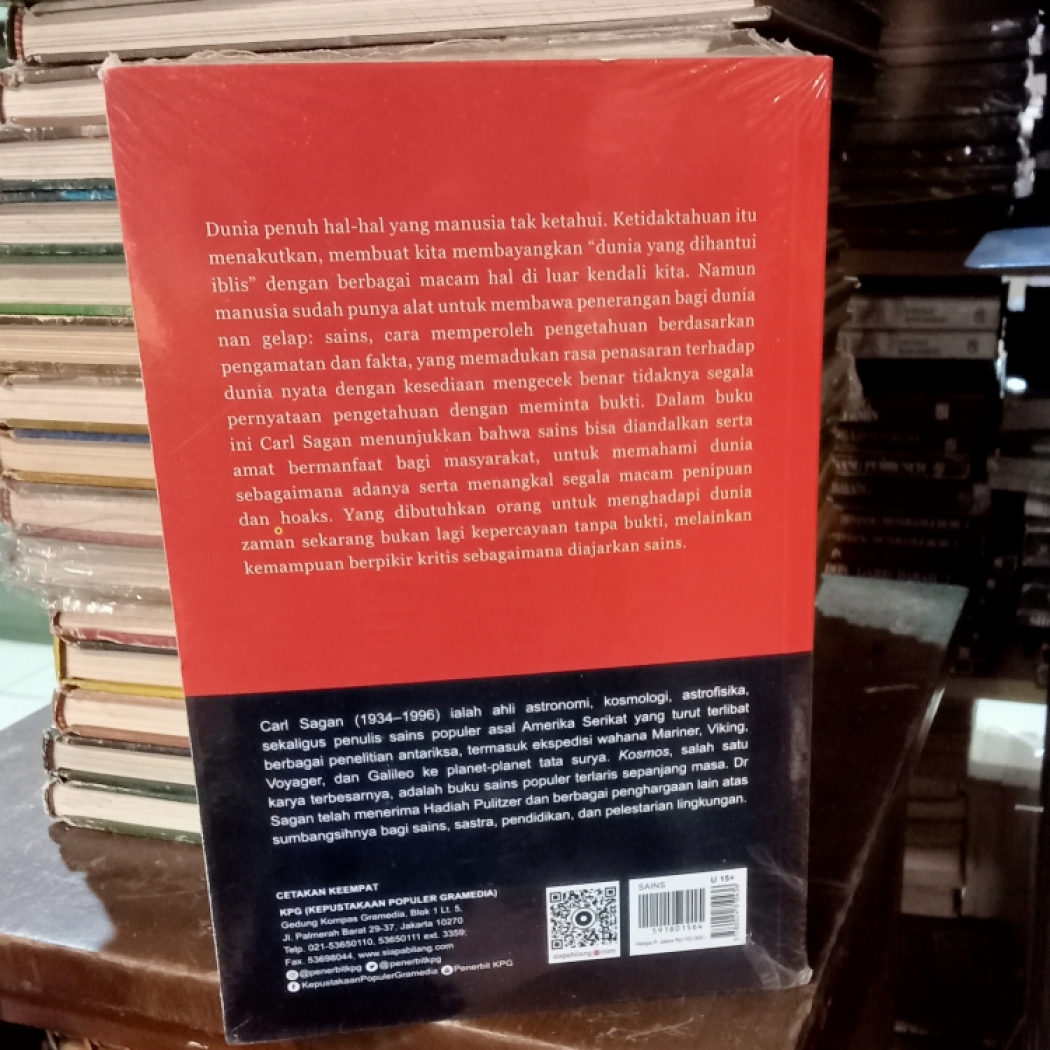 Dunia penuh hal-hal yang manusia tak ketahui. Ketidaktahuan itu
menakutkan, membuat kita membayangkan “dunia yang dihantui
iblis” dengan berbagai macam hal di luar kendali kita. Namun
manusia sudah punya alat untuk membawa penerangan bagi dunia
nan gelap: sains, cara memperoleh pengetahuan berdasarkan
pengamatan dan fakta, yang memadukan rasa penasaran terhadap
dunia nyata dengan kesediaan mengecek benar tidaknya segala
pernyataan pengetahuan dengan meminta bukti. Dalam buku
ini Carl Sagan menunjukkan bahwa sains bisa diandalkan serta
amat bermanfaat bagi masyarakat, untuk memahami dunia
sebagaimana adanya serta menangkal segala macam penipuan
dan hoaks. Yang dibutuhkan orang untuk menghadapi dunia
zaman sekarang bukan lagi kepercayaan tanpa bukti, melainkan
kemampuan berpikir kritis sebagaimana diajarkan sains.
Carl Sagan (1934–1996) ialah ahli astronomi, kosmologi, astrofisika,
sekaligus penulis sains populer asal Amerika Serikat yang turut terlibat
berbagai penelitian antariksa, termasuk ekspedisi wahana Mariner, Viking,
Voyager, dan Galileo ke planet-planet tata surya. Kosmos, salah satu
karya terbesarnya, adalah buku sains populer terlaris sepanjang masa. Dr
Sagan telah menerima Hadiah Pulitzer dan berbagai penghargaan lain atas
sumbangsihnya bagi sains, sastra, pendidikan, dan pelestarian lingkungan.
CETAKAN KEEMPAT
KPG (KEPUSTAKAAN POPULER GRAMEDIA)
Gedung Kompas Gramedia, Blok 1 Lt. 5,
Jl. Palmerah Barat 29-37, Jakarta 10270
Telp. 021-53650110, 53650111 ext. 3359;
Fax. 53698044, www.siapabilang.com
@penerbitkpg @penerbitkpg
KepustakaanPopulerGramedia Penerbit KPG
siapabilang.com
SAINS
U 15+
591801564
Harga P. Jawa